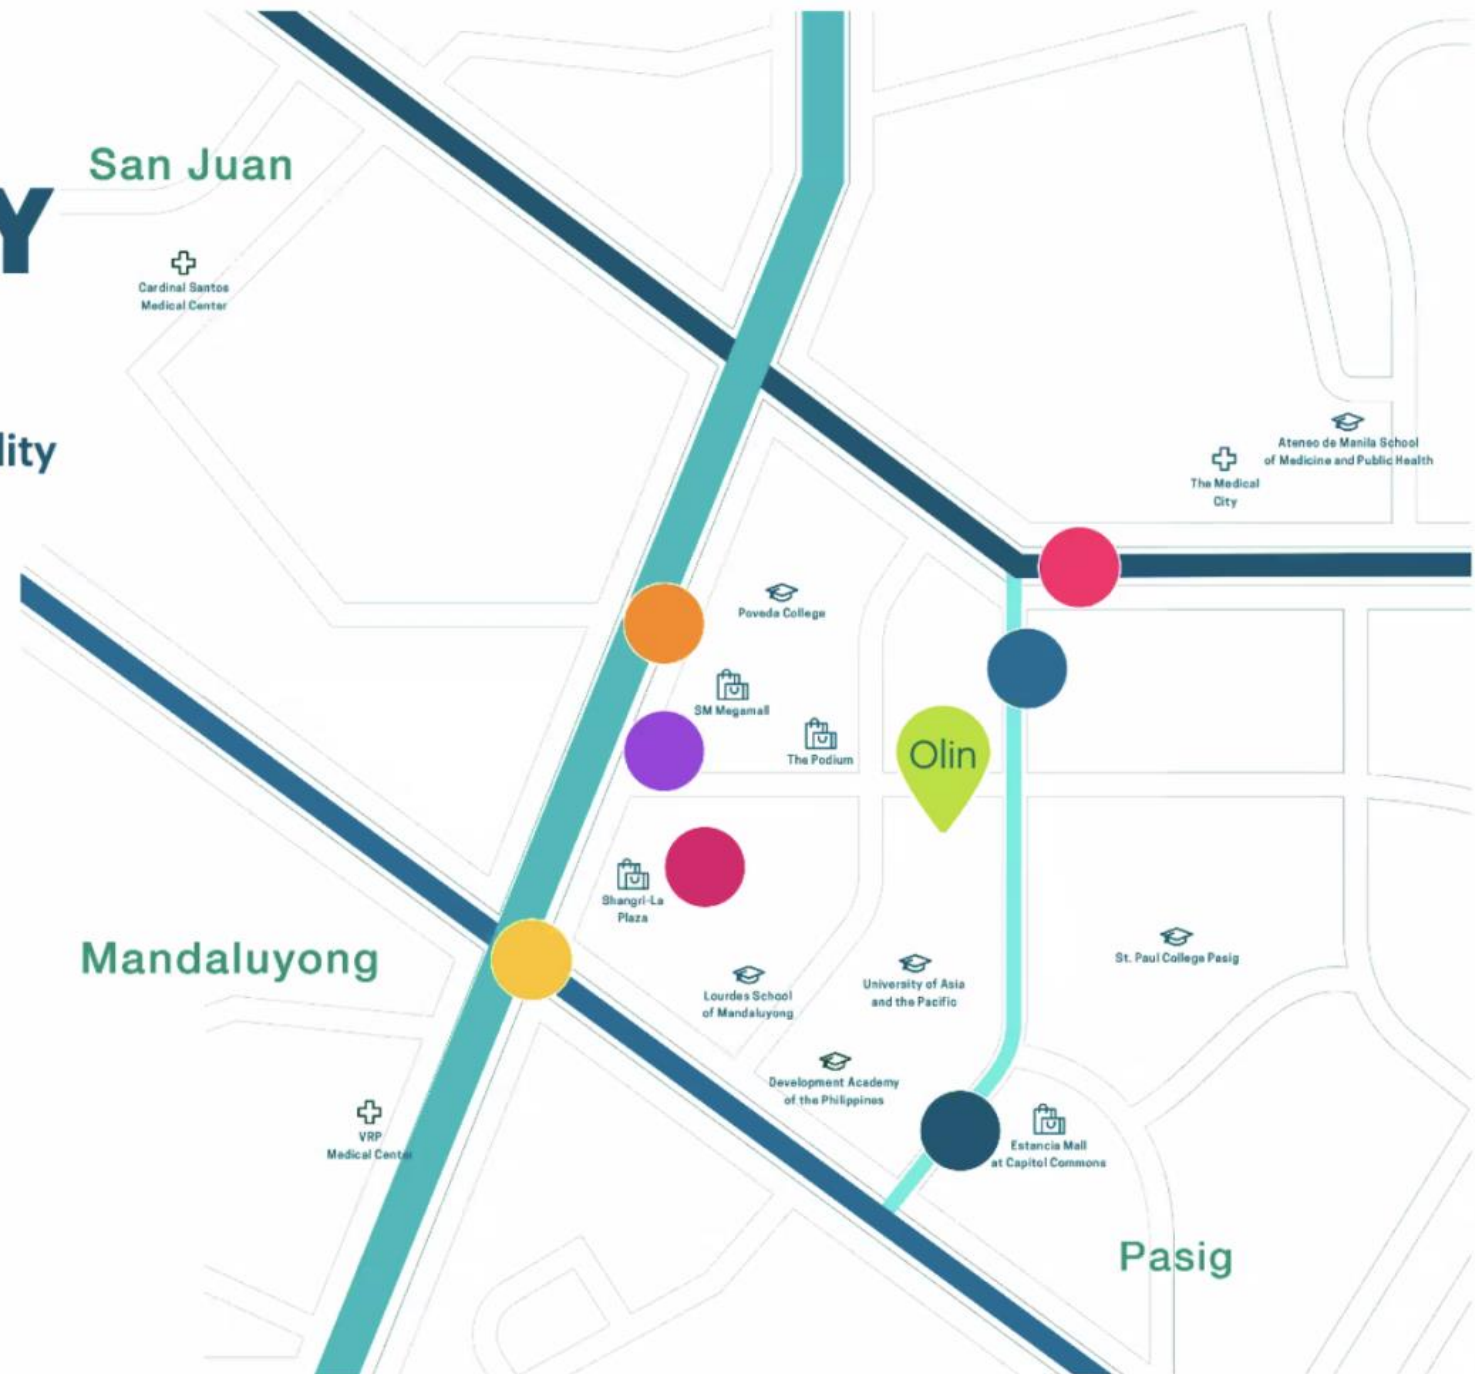 San Juan
Y
Cardinal Santos
Medical Center
lity
Ateneo de Manila School
of Medicine and Public Health
The Medical
City
Poveda College
SM Megamall
The Podium
Olin
Shangri-La
Plaza
Mandaluyong
St. Paul College Pasig
University of Asia
and the Pacific
Lourdes School
of Mandaluyong
Development Academy
of the Philippines
VRP
Medical Cente
Estancia Mall
at Capitol Commons
Pasig